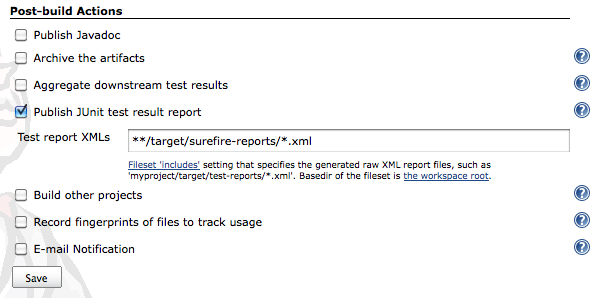 Post-build Actions
Publish Javadoc
Archive the artifacts
Aggregate downstream test results
Publish JUnit test result report
Test report XMLs **/target/surefire-reports/*.xml
Fileset 'includes' setting that specifies the generated raw XML report files, such as
'myproject/target/test-reports/*.xml'. Basedir of the fileset is the workspace root.
Build other projects
Record fingerprints of files to track usage
E-mail Notification
Save